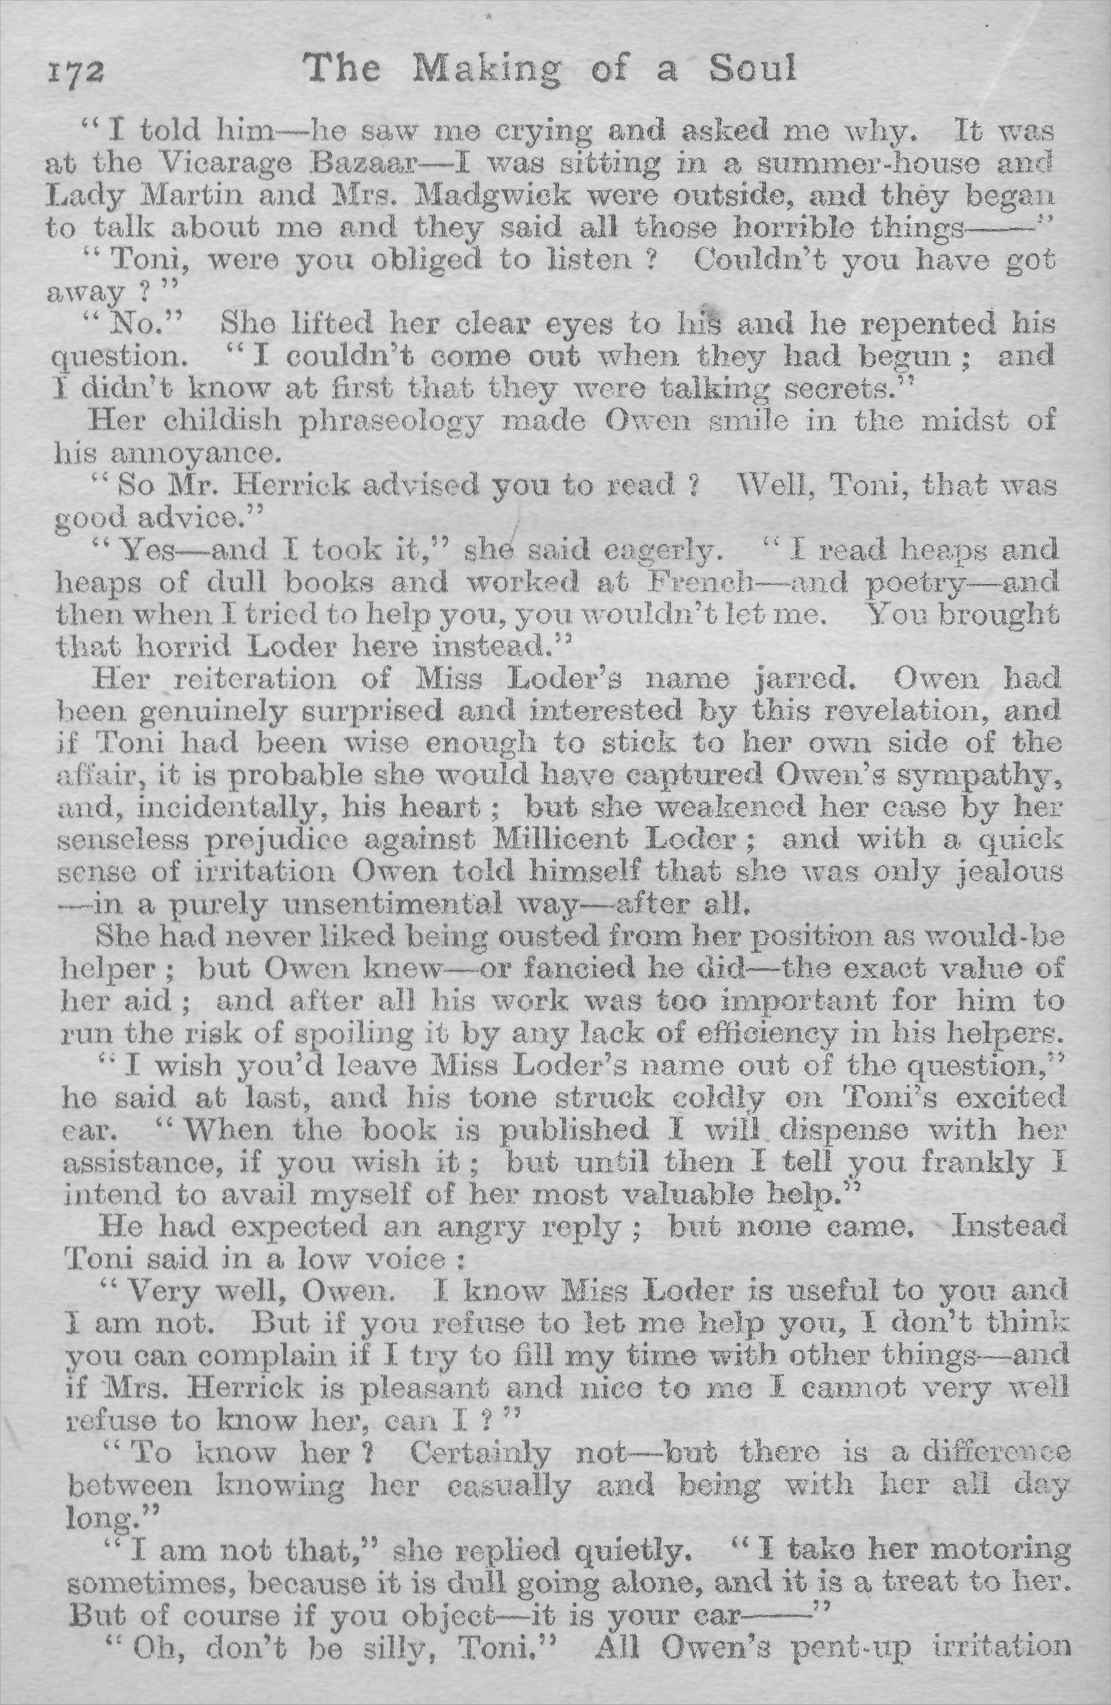 172 The Making of a Soul
“ I told him—he saw me crying and asked me why. It was
at the Vicarage Bazaar—I was sitting in a summer-house and
Lady Martin and Mrs. Madgwick were outside, and they began
to talk about me and they said all those horrible things——”
“ Toni, were you obliged to listen ? Couldn’t you have got
away ? ”
“ No.” She lifted her clear eyes to his and he repented his
question. “ I couldn’t come out when they had begun ; and
I didn’t know at first that they were talking secrets.”
Her childish phraseology made Owen smile in the midst of
his annoyance.
“ So Mr. Herrick advised you to read ? Well, Toni, that was
good advice.”
“ Yes—and I took it,” she said eagerly. “ I read heaps and
heaps of dull books and worked at French—and poetry—and
then when I tried to help you, you wouldn’t let me. You brought
that horrid Loder here instead.”
Her reiteration of Miss Loder’s name jarred. Owen had
been genuinely surprised and interested by this revelation, and
if Toni had been wise enough to stick to her own side of the
affair, it is probable she would have captured Owen’s sympathy,
and, incidentally, his heart ; but she weakened her case by her
senseless prejudice against Millicent Loder ; and with a quick
sense of irritation Owen told himself that she was only jealous
—in a purely unsentimental way—after all.
She had never liked being ousted from her position as would-be
helper ; but Owen knew—or fancied he did—the exact value of
her aid ; and after all his work was too important for him to
run the risk of spoiling it by any lack of efficiency in his helpers.
“ I wish you’d leave Miss Loder’s name out of the question,”
he said at last, and his tone struck coldly on Toni’s excited
ear. “ When the book is published I will dispense with her
assistance, if you wish it ; but until then I tell you frankly I
intend to avail myself of her most valuable help.”
He had expected an angry reply ; but none came. Instead
Toni said in a low voice :
“ Very well, Owen. I know Miss Loder is useful to you and
I am not. But if you refuse to let me help you, I don’t think
you can complain if I try to fill my time with other things—and
if Mrs. Herrick is pleasant and nice to me I cannot very well
refuse to know her, can I ? ”
“ To know her ? Certainly not—but there is a difference
between knowing her casually and being with her all day
long.”
“ I am not that,” she replied quietly. “ I take her motoring
sometimes, because it is dull going alone, and it is a treat to her.
But of course if you object—it is your car——”
“ Oh, don’t be silly, Toni.” All Owen’s pent-up irritation